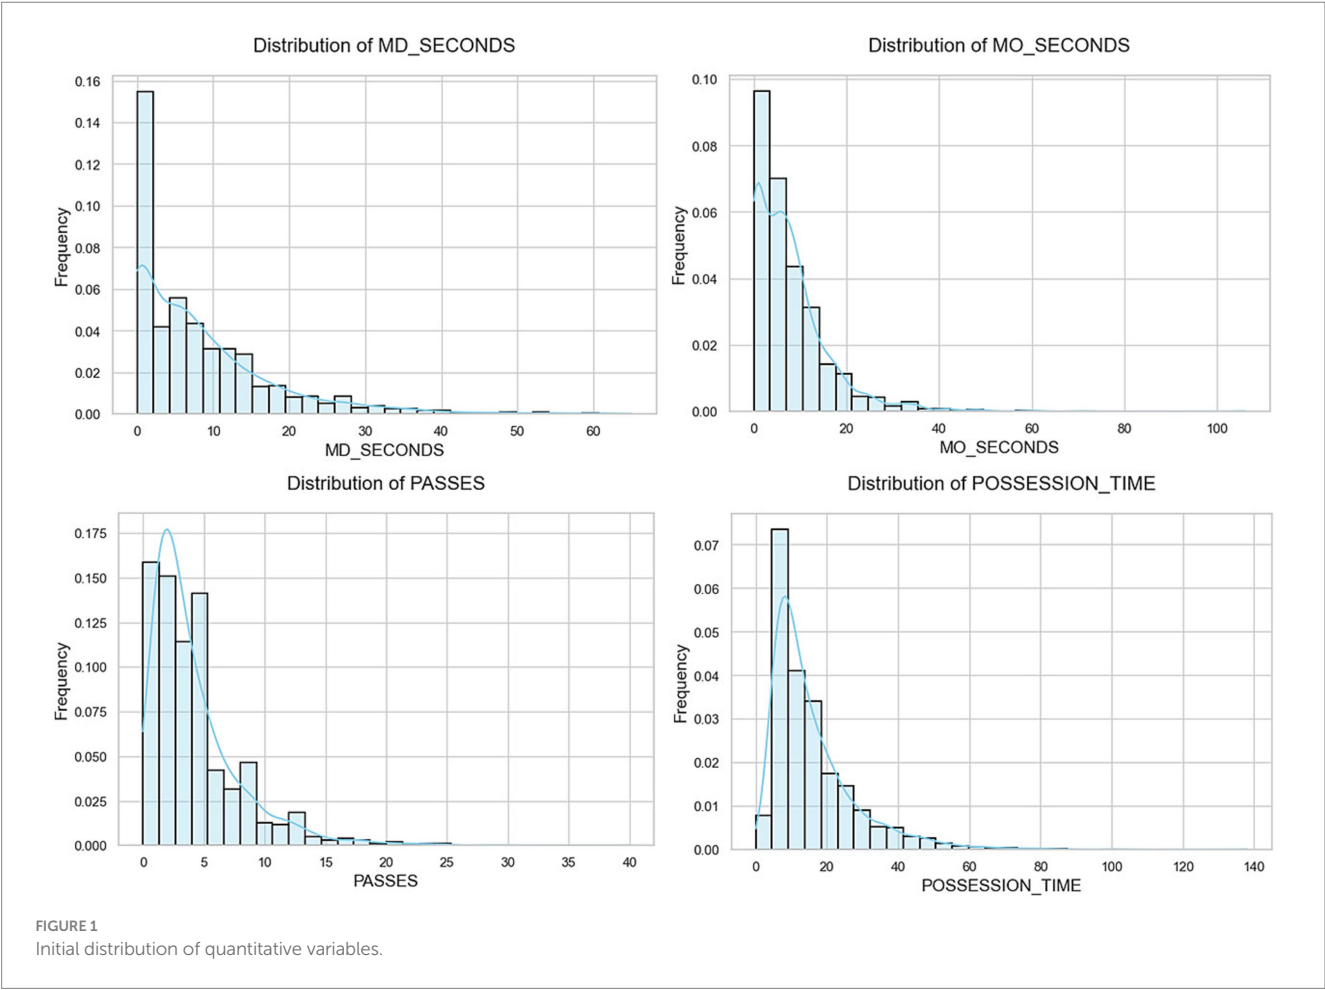 Distribution of MD_SECONDS
0.16
0.14
0.12
0.10
0.08
0.06
0.04
0.02
0.00
Frequency
0 10 20 30 40 50 60
MD_SECONDS
Distribution of MO_SECONDS
0.10
0.08
0.06
0.04
0.02
0.00
Frequency
0 20 40 60 80 100
MO_SECONDS
Distribution of PASSES
0.175
0.150
0.125
0.100
0.075
0.050
0.025
0.000
Frequency
0 5 10 15 20 25 30 35 40
PASSES
Distribution of POSSESSION_TIME
0.07
0.06
0.05
0.04
0.03
0.02
0.01
0.00
Frequency
0 20 40 60 80 100 120 140
POSSESSION_TIME
FIGURE 1
Initial distribution of quantitative variables.